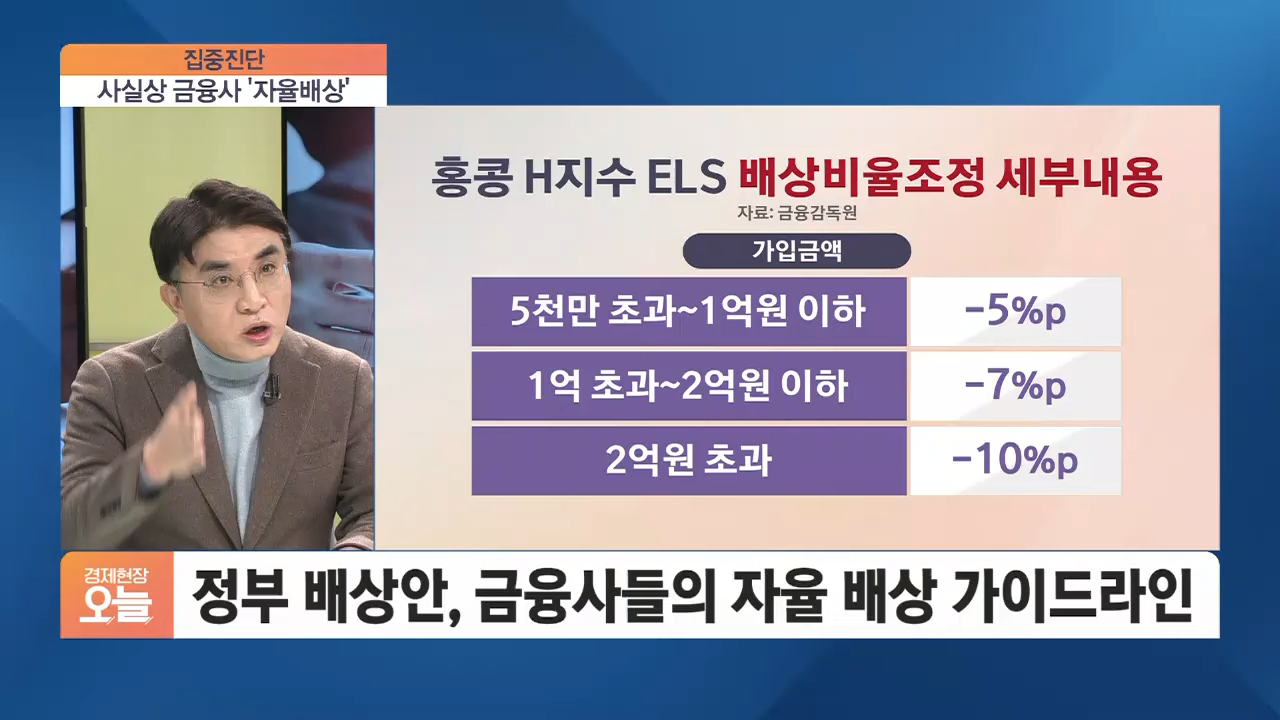 집중진단
사실상 금융사 '자율배상'
홍콩 H지수 ELS 배상비율조정 세부내용
자료: 금융감독원
가입금액
5천만 초과~1억원 이하 -5%p
1억 초과~2억원 이하 -7%p
2억원 초과 -10%p
경제현장
오늘
정부 배상안, 금융사들의 자율 배상 가이드라인